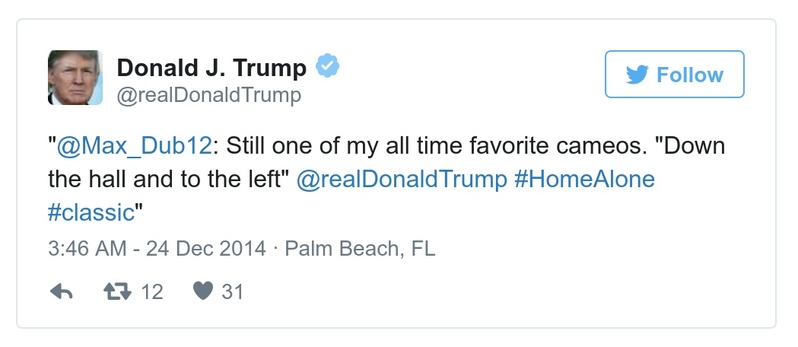 Donald J. Trump
Follow
@realDonaldTrump
"@Max_Dub12: Still one of my all time favorite cameos. "Down
the hall and to the left" @realDonaldTrump #HomeAlone
#classic"
3:46 AM - 24 Dec 2014 · Palm Beach, FL
12 31